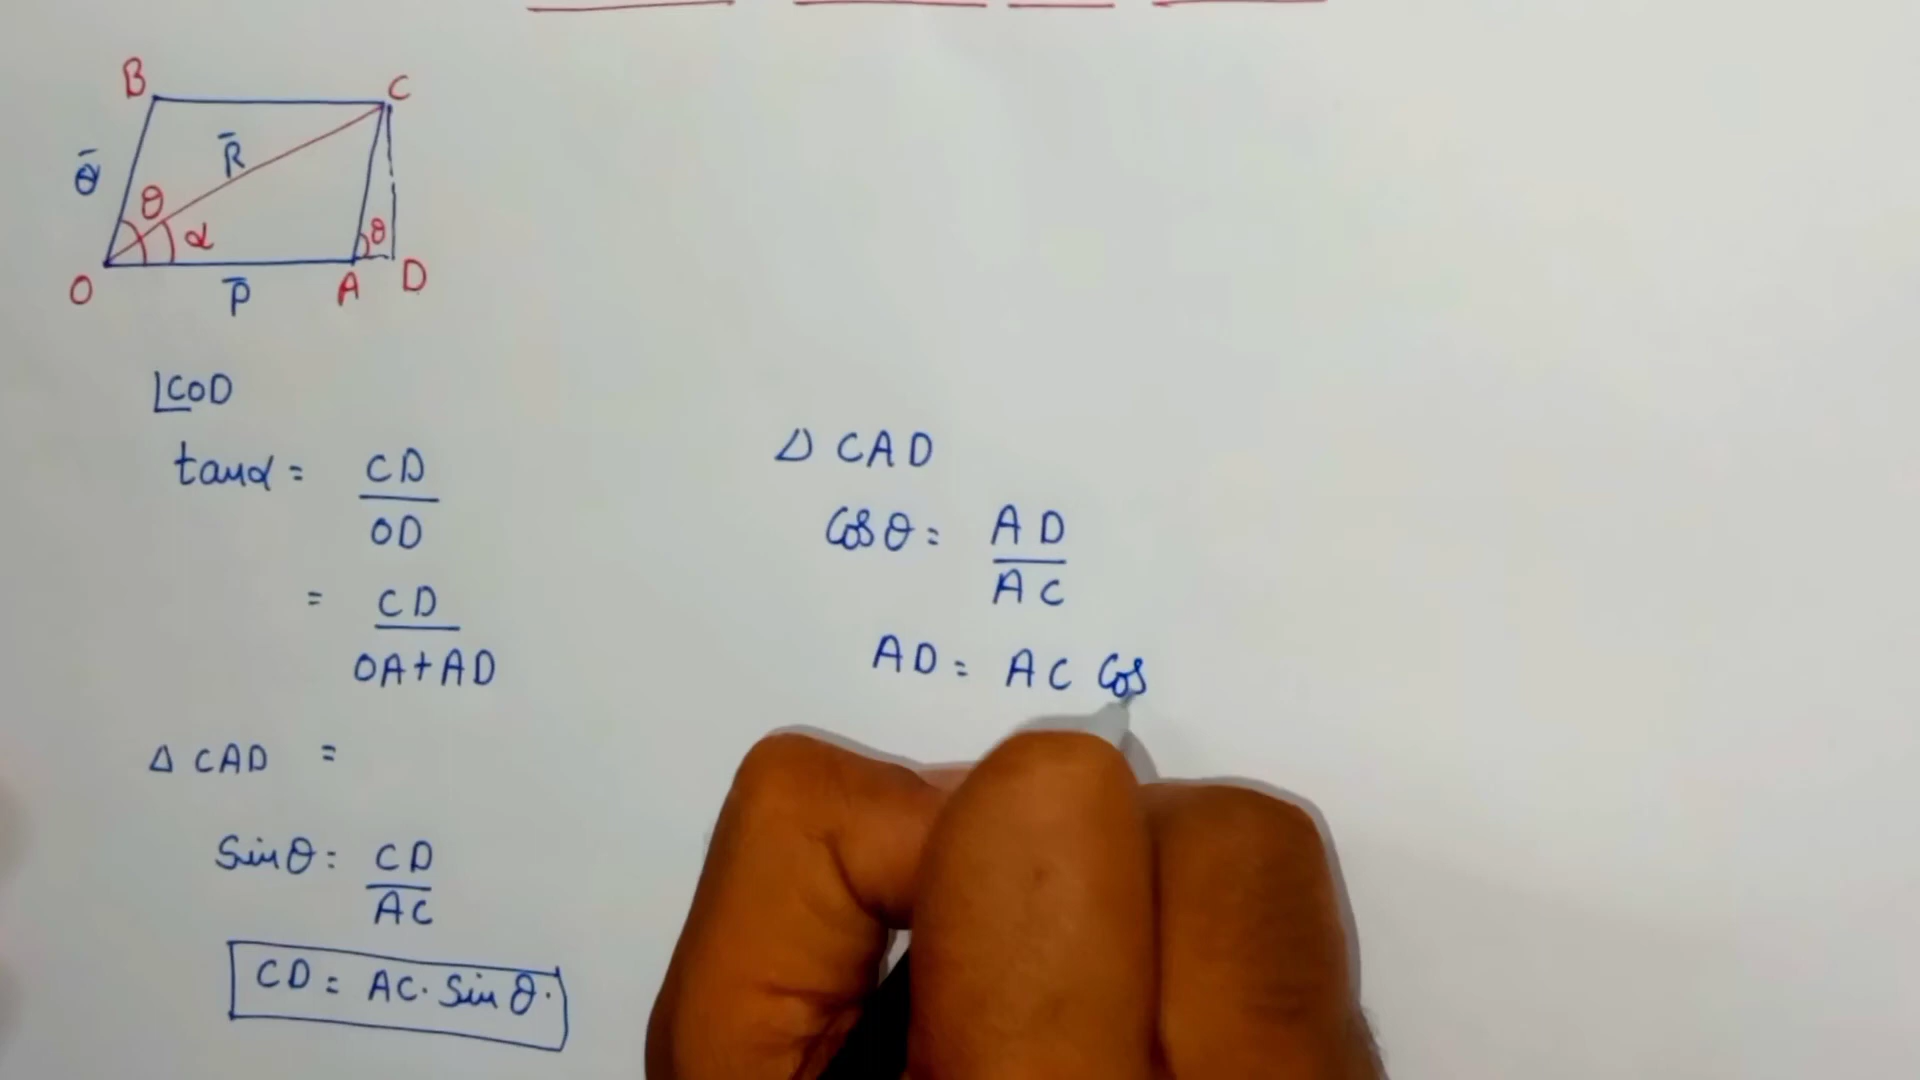 B C
Q̄ R̄ θ α θ
O P̄ A D
∠COD
tanα = CD / OD
= CD / OA+AD
Δ CAD =
Sinθ = CD / AC
CD = AC. Sin θ.
Δ CAD
Cosθ = AD / AC
AD = AC Cos